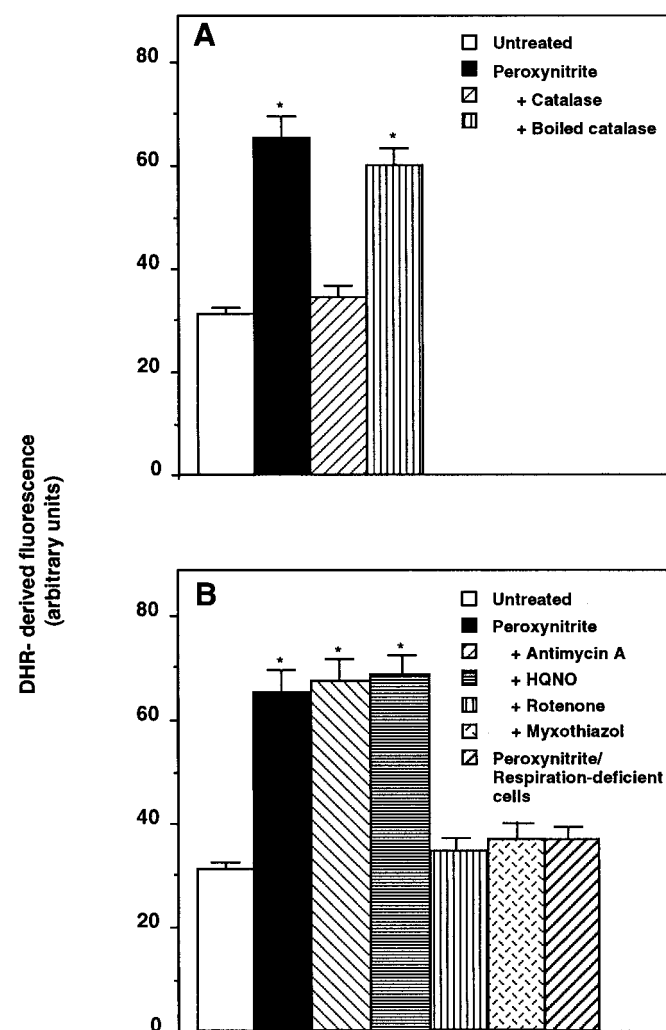 DHR- derived fluorescence
(arbitrary units)
A
80
60
40
20
0
*
*
Untreated
Peroxynitrite
+ Catalase
+ Boiled catalase
B
80
60
40
20
0
*
*
*
Untreated
Peroxynitrite
+ Antimycin A
+ HQNO
+ Rotenone
+ Myxothiazol
Peroxynitrite/
Respiration-deficient
cells